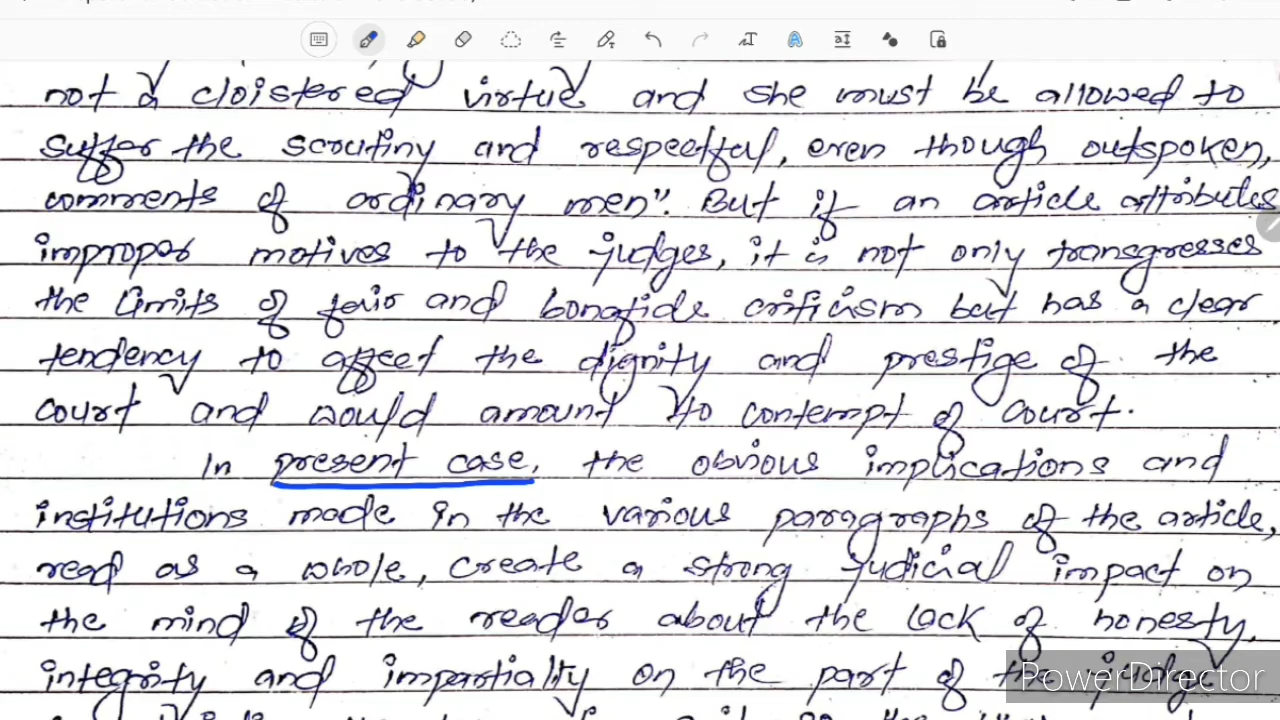 not a cloistered virtue and she must be allowed to
suffer the scrutiny and respectful, even though outspoken,
comments of ordinary men". But if an article attributes
improper motives to the judges, it is not only transgresses
the limits of fair and bonafide criticism but has a clear
tendency to affect the dignity and prestige of the
court and would amount to contempt of court.
In present case, the obvious implications and
institutions made in the various paragraphs of the article,
read as a whole, create a strong judicial impact on
the mind of the reader about the lack of honesty,
integrity and impartiality on the part of the judge
PowerDirector